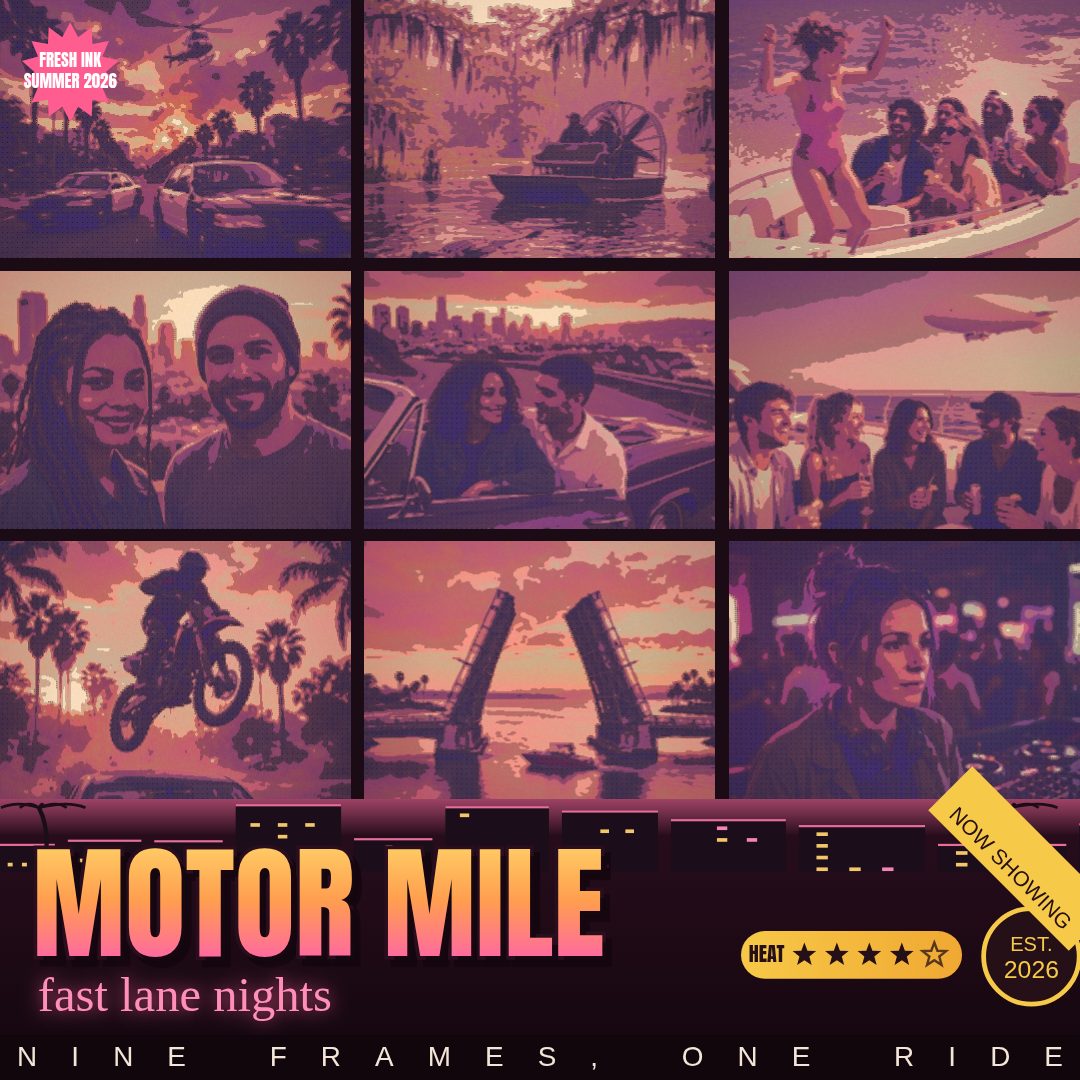 FRESH INK
SUMMER 2026
MOTOR MILE
fast lane nights
NOW SHOWING
HEAT ★★★★☆
EST.
2026
NINE FRAMES, ONE RIDE